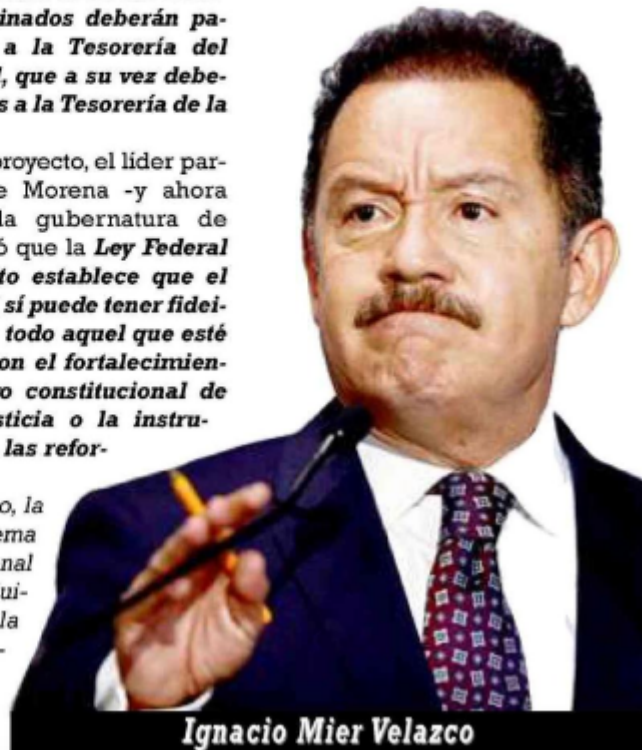 inados deberán pa-
a la Tesorería del
l, que a su vez debe-
s a la Tesorería de la
royecto, el líder par-
e Morena -y ahora
la gubernatura de
ó que la Ley Federal
to establece que el
sí puede tener fidei-
todo aquel que esté
on el fortalecimien-
o constitucional de
sticia o la instru-
las refor-
o, la
ema
nal
ui-
la
-
Ignacio Mier Velazco